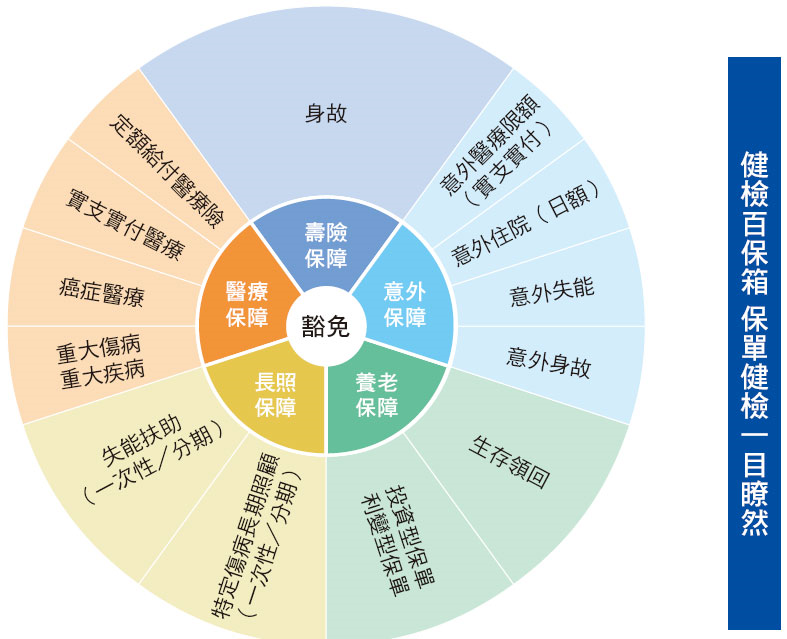 身故
意外醫療限額
（實支實付）
意外住院（日額）
意外失能
意外身故
生存領回
投資型保單
利變型保單
特定傷病長期照顧
（一次性／分期）
失能扶助
（一次性／分期）
重大傷病
重大疾病
癌症醫療
實支實付醫療
定額給付醫療險
壽險
保障
意外
保障
養老
保障
長照
保障
醫療
保障
豁免
健檢百保箱 保單健檢一目瞭然